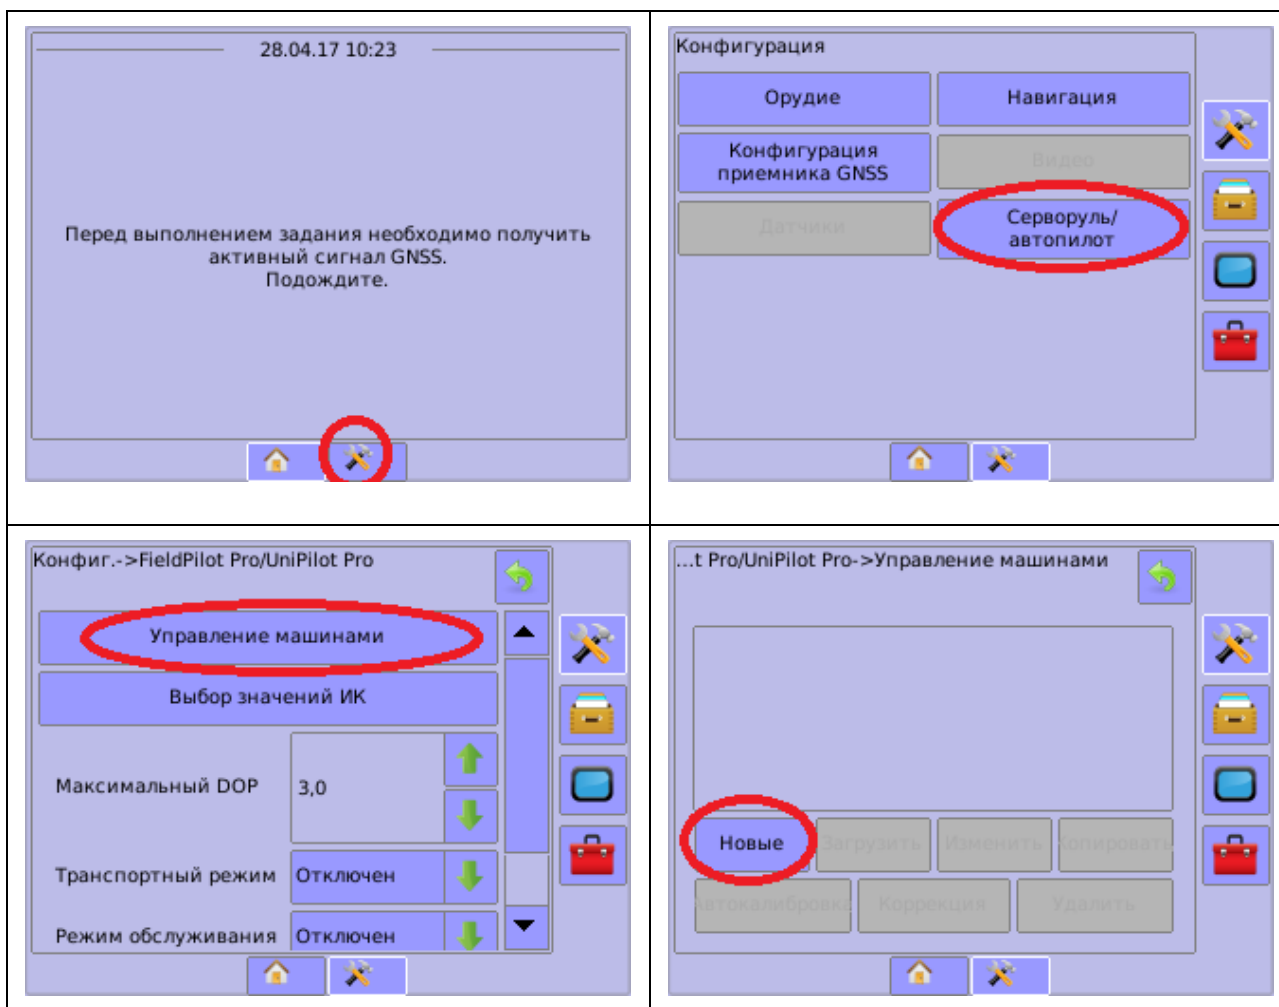 28.04.17 10:23
Перед выполнением задания необходимо получить
активный сигнал GNSS.
Подождите.
Конфигурация
Орудие
Навигация
Конфигурация
приемника GNSS
Видео
Датчики
Серворуль/
автопилот
Конфиг.->FieldPilot Pro/UniPilot Pro
Управление машинами
Выбор значений ИК
Максимальный DOP
3,0
Транспортный режим
Отключен
Режим обслуживания
Отключен
...t Pro/UniPilot Pro->Управление машинами
Новые
Загрузить
Изменить
Копировать
Автокалибровка
Коррекция
Удалить